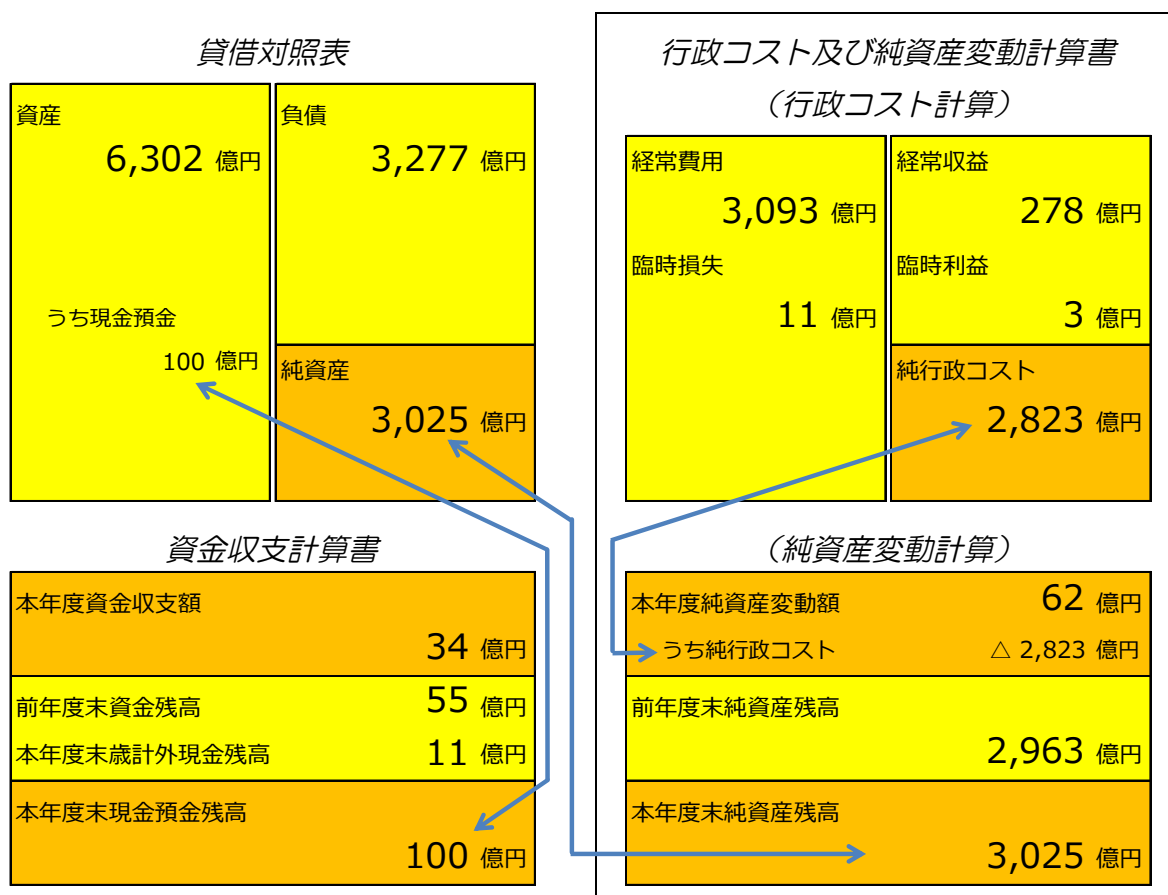 貸借対照表
資産
6,302 億円
うち現金預金
100 億円
負債
3,277 億円
純資産
3,025 億円
行政コスト及び純資産変動計算書
（行政コスト計算）
経常費用
3,093 億円
臨時損失
11 億円
経常収益
278 億円
臨時利益
3 億円
純行政コスト
2,823 億円
資金収支計算書
本年度資金収支額
34 億円
前年度末資金残高 55 億円
本年度末歳計外現金残高 11 億円
本年度末現金預金残高
100 億円
（純資産変動計算）
本年度純資産変動額 62 億円
うち純行政コスト △ 2,823 億円
前年度末純資産残高
2,963 億円
本年度末純資産残高
3,025 億円